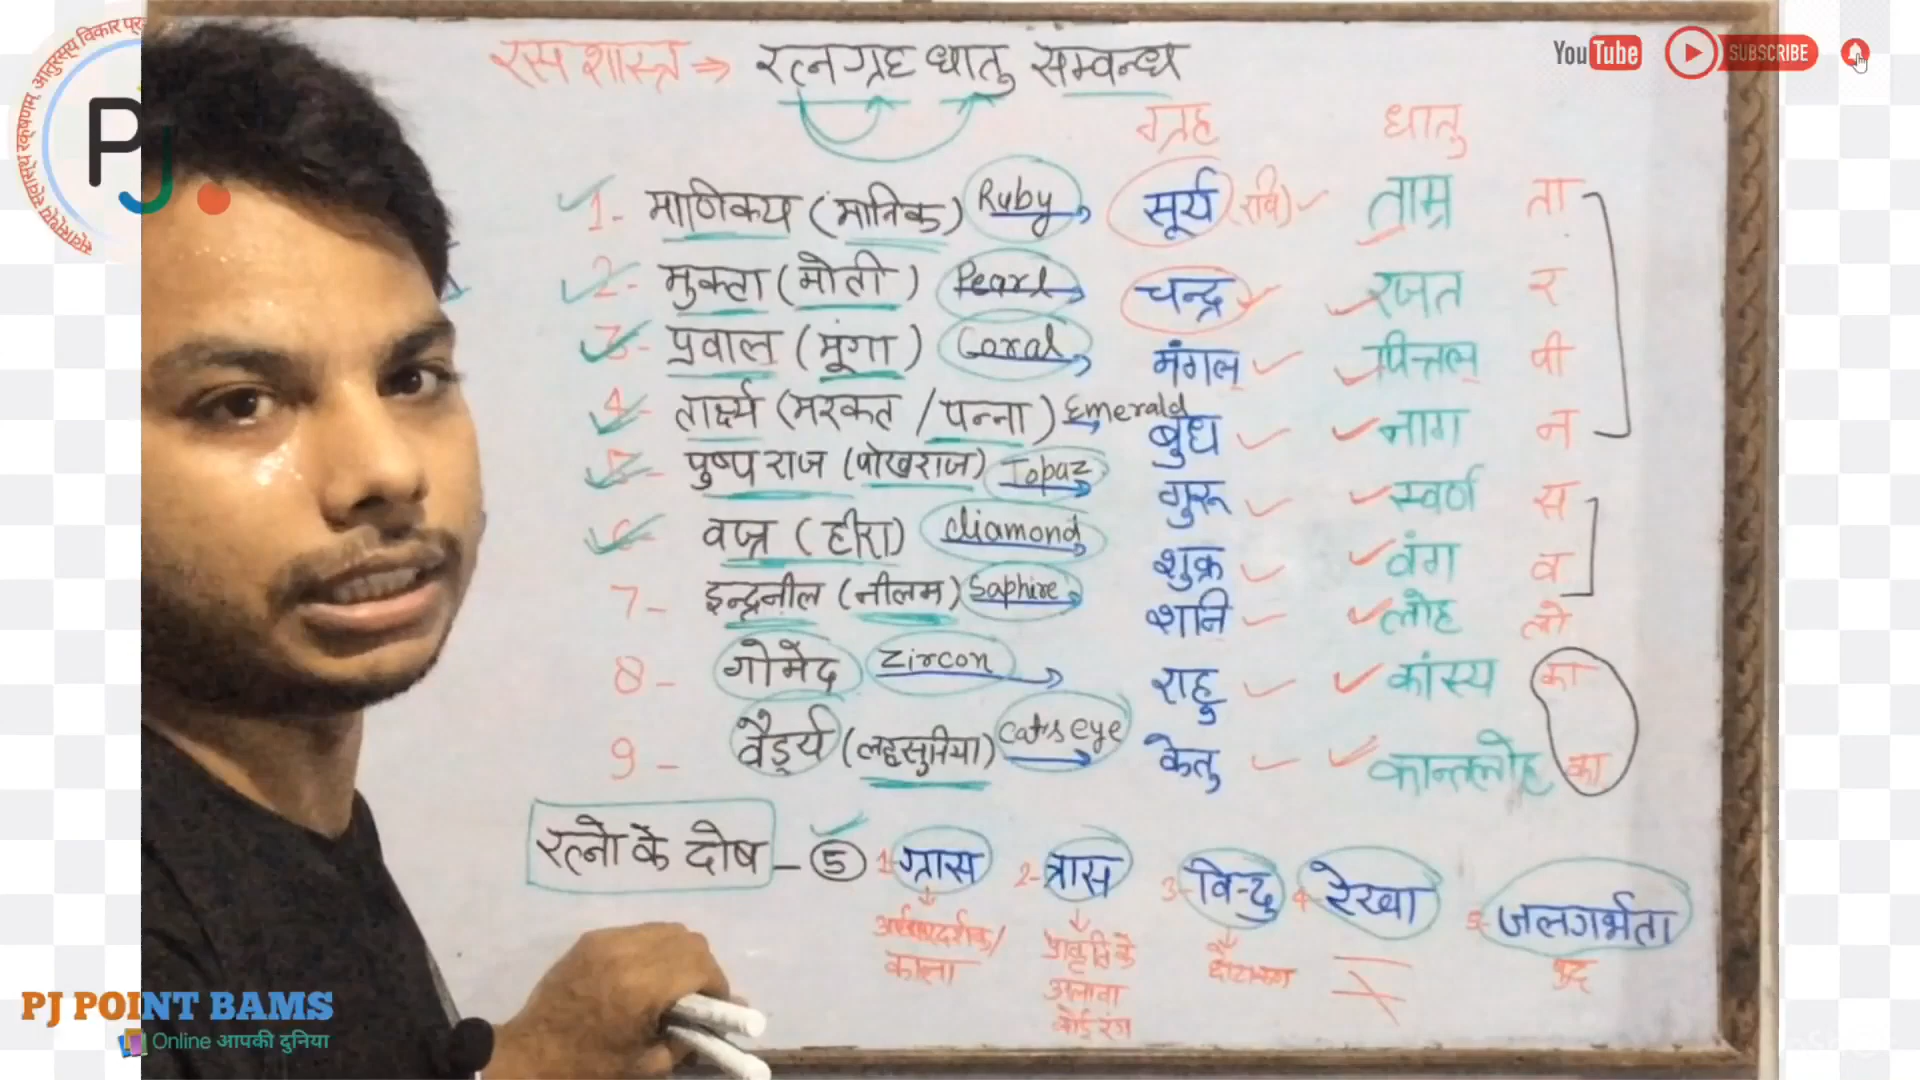 रस शास्त्र ⇒ रत्न ग्रह धातु सम्बन्ध
ग्रह धातु
1- माणिक्य (मानिक) Ruby → सूर्य (रवि) ताम्र ता
2- मुक्ता (मोती) Pearl → चन्द्र रजत र
3- प्रवाल (मूंगा) Coral → मंगल् पित्तल् पी
4- तार्क्ष्य (मरकत / पन्ना) → Emerald बुध नाग न
5- पुष्प राज (पोखराज) Topaz गुरू स्वर्ण स
6- वज्र (हीरा) diamond शुक्र वंग व
7- इन्द्रनील (नीलम) Saphire शनि लोह लो
8- गोमेद Zircon → राहु कांस्य का
9- वैडूर्य (लहसुनिया) Cat's eye → केतु कान्तलोह का
रत्नो के दोष - 5 1- ग्रास 2- त्रास 3- विन्दु 4- रेखा 5- जलगर्भता
काला
प्रकृति के
अलावा
कोई रंग
YouTube SUBSCRIBE
PJ.
PJ POINT BAMS
Online आपकी दुनिया